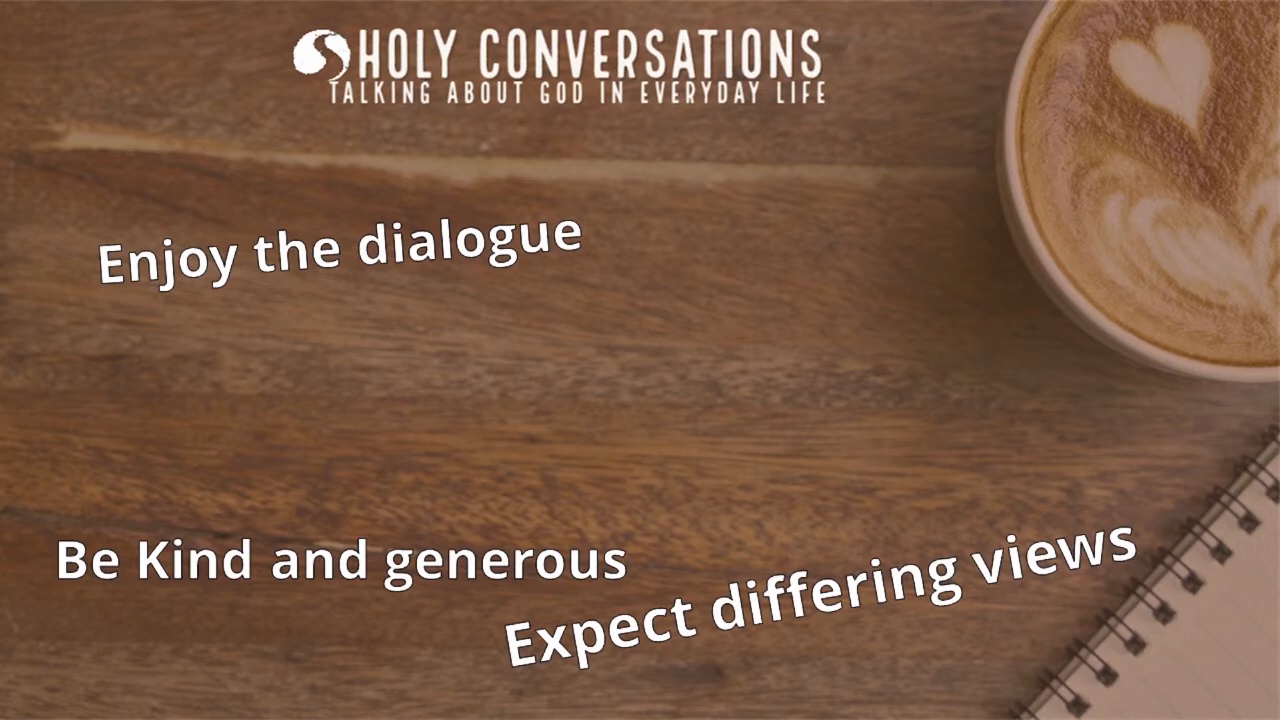 HOLY CONVERSATIONS
TALKING ABOUT GOD IN EVERYDAY LIFE
Enjoy the dialogue
Be Kind and generous
Expect differing views